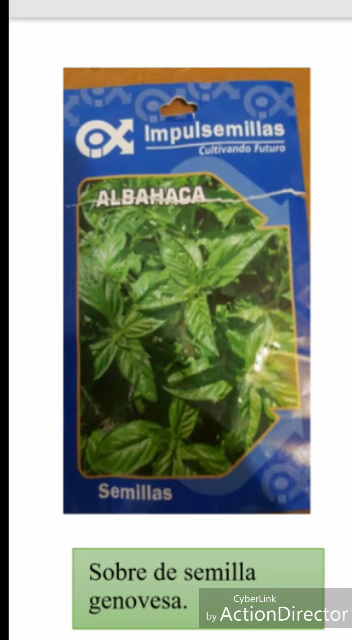 Impulsemillas
Cultivando Futuro
ALBAHACA
Semillas
Sobre de semilla
genovesa.
CyberLink
by ActionDirector